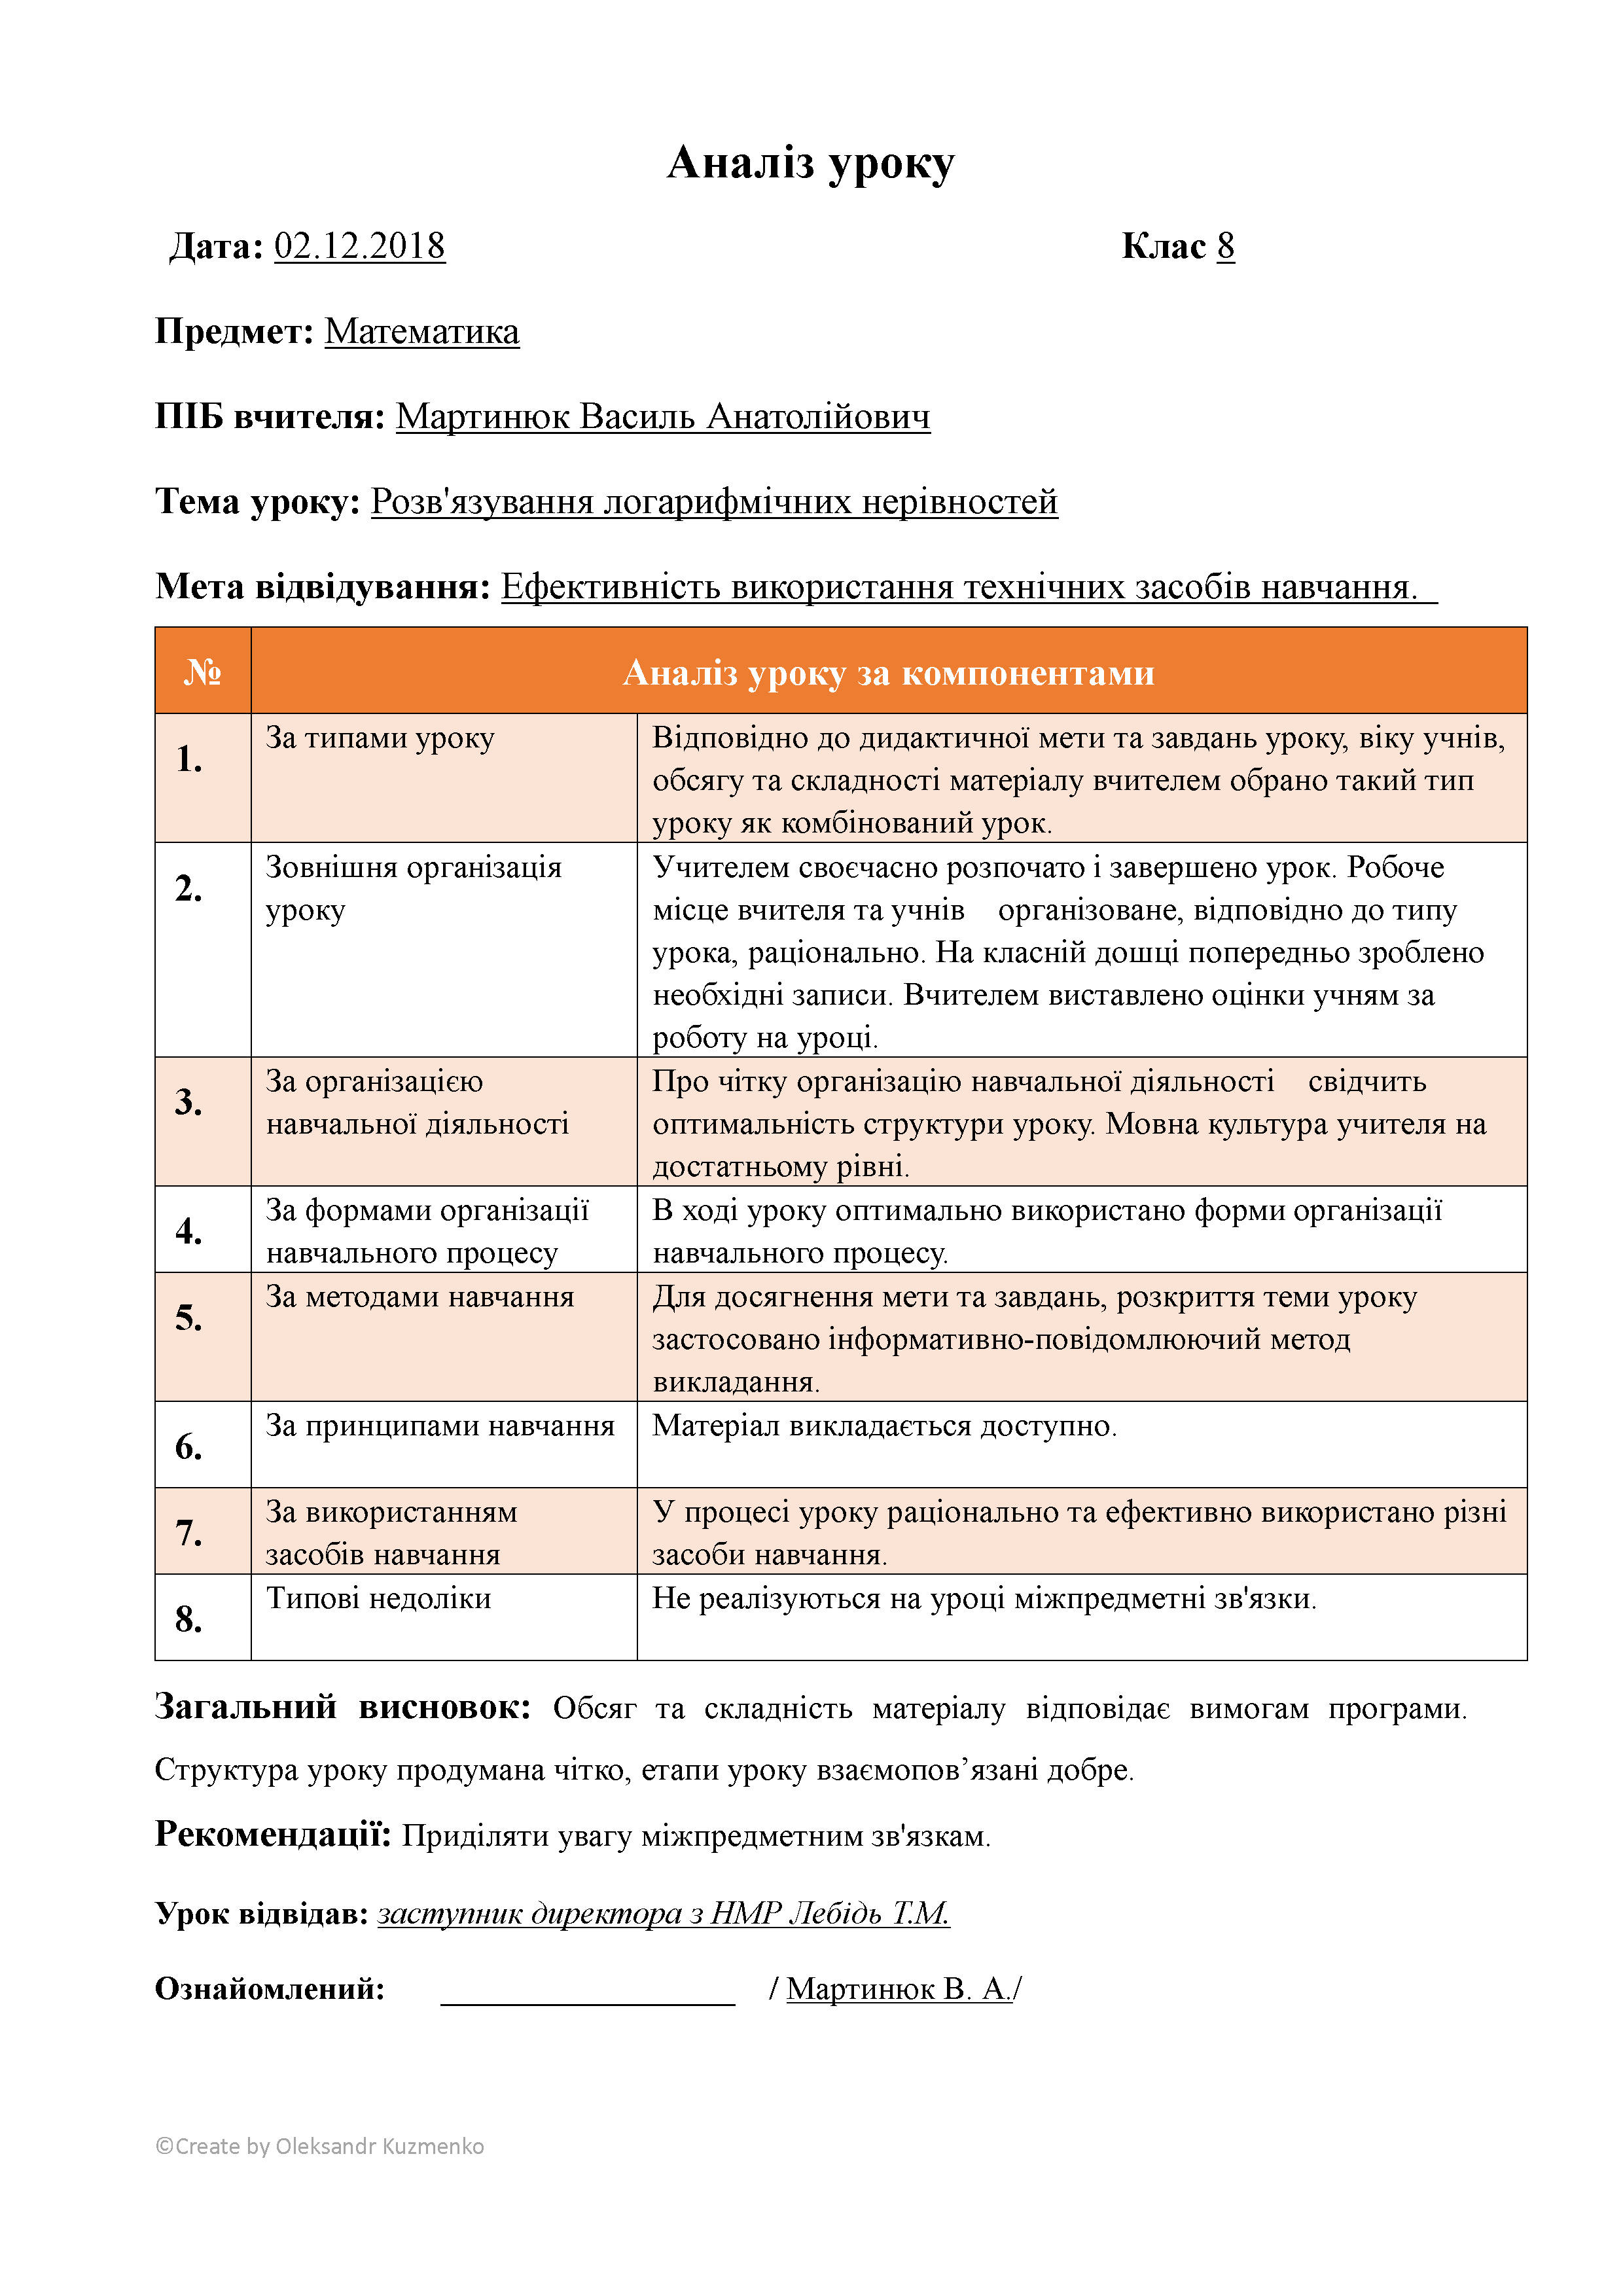 Аналіз уроку
Дата: 02.12.2018 Клас 8
Предмет: Математика
ПІБ вчителя: Мартинюк Василь Анатолійович
Тема уроку: Розв'язування логарифмічних нерівностей
Мета відвідування: Ефективність використання технічних засобів навчання.
№ Аналіз уроку за компонентами
1. За типами уроку
Відповідно до дидактичної мети та завдань уроку, віку учнів,
обсягу та складності матеріалу вчителем обрано такий тип
уроку як комбінований урок.
2. Зовнішня організація
уроку
Учителем своєчасно розпочато і завершено урок. Робоче
місце вчителя та учнів організоване, відповідно до типу
урока, раціонально. На класній дошці попередньо зроблено
необхідні записи. Вчителем виставлено оцінки учням за
роботу на уроці.
3. За організацією
навчальної діяльності
Про чітку організацію навчальної діяльності свідчить
оптимальність структури уроку. Мовна культура учителя на
достатньому рівні.
4. За формами організації
навчального процесу
В ході уроку оптимально використано форми організації
навчального процесу.
5. За методами навчання
Для досягнення мети та завдань, розкриття теми уроку
застосовано інформативно-повідомлюючий метод
викладання.
6. За принципами навчання
Матеріал викладається доступно.
7. За використанням
засобів навчання
У процесі уроку раціонально та ефективно використано різні
засоби навчання.
8. Типові недоліки
Не реалізуються на уроці міжпредметні зв'язки.
Загальний висновок: Обсяг та складність матеріалу відповідає вимогам програми.
Структура уроку продумана чітко, етапи уроку взаємопов’язані добре.
Рекомендації: Приділяти увагу міжпредметним зв'язкам.
Урок відвідав: заступник директора з НМР Лебідь Т.М.
Ознайомлений: / Мартинюк В. А./
©Create by Oleksandr Kuzmenko